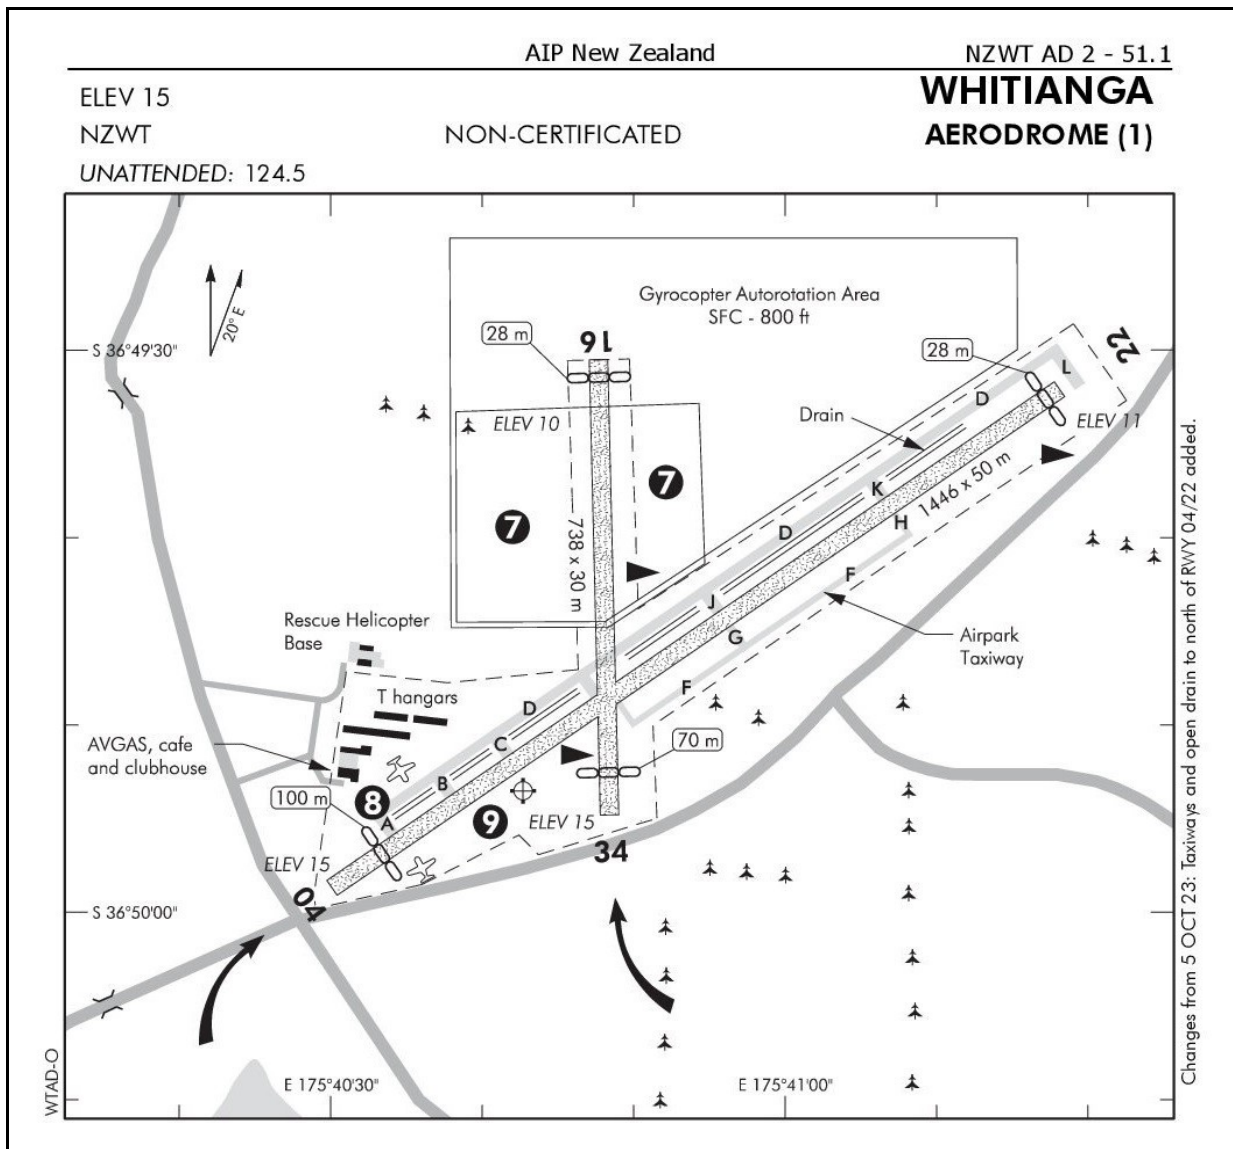 AIP New Zealand
NZWT AD 2 - 51.1
ELEV 15
WHITIANGA
NZWT
NON-CERTIFICATED
AERODROME (1)
UNATTENDED: 124.5
20° E
Gyrocopter Autorotation Area
SFC - 800 ft
28 m
16
22
S 36°49'30"
28 m
L
D
Drain
ELEV 10
ELEV 11
7
7
K
1446 x 50 m
H
738 x 30 m
D
F
J
G
Airpark
Taxiway
Rescue Helicopter
Base
T hangars
F
D
C
AVGAS, cafe
and clubhouse
70 m
B
100 m
8
A
9
ELEV 15
34
ELEV 15
04
S 36°50'00"
E 175°40'30"
E 175°41'00"
WTAD-O
Changes from 5 OCT 23: Taxiways and open drain to north of RWY 04/22 added.